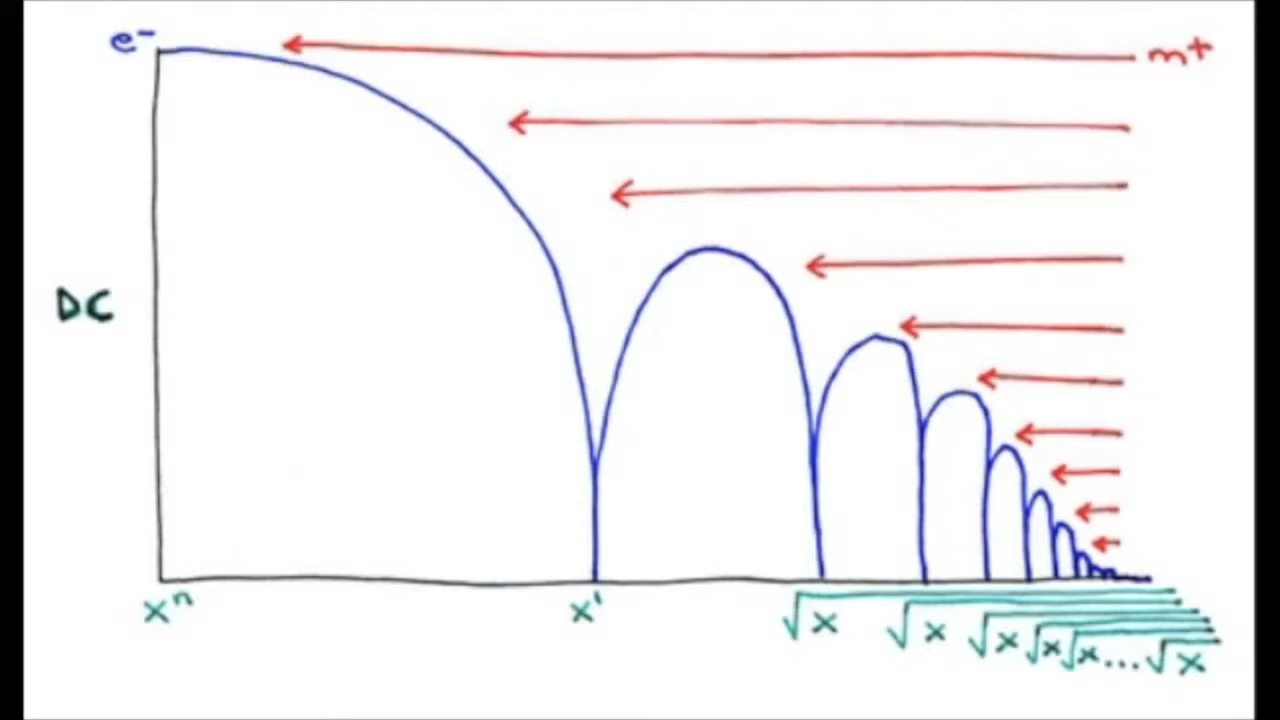 e⁻
m+
DC
xⁿ
x'
√x √x √x √x √x...√x